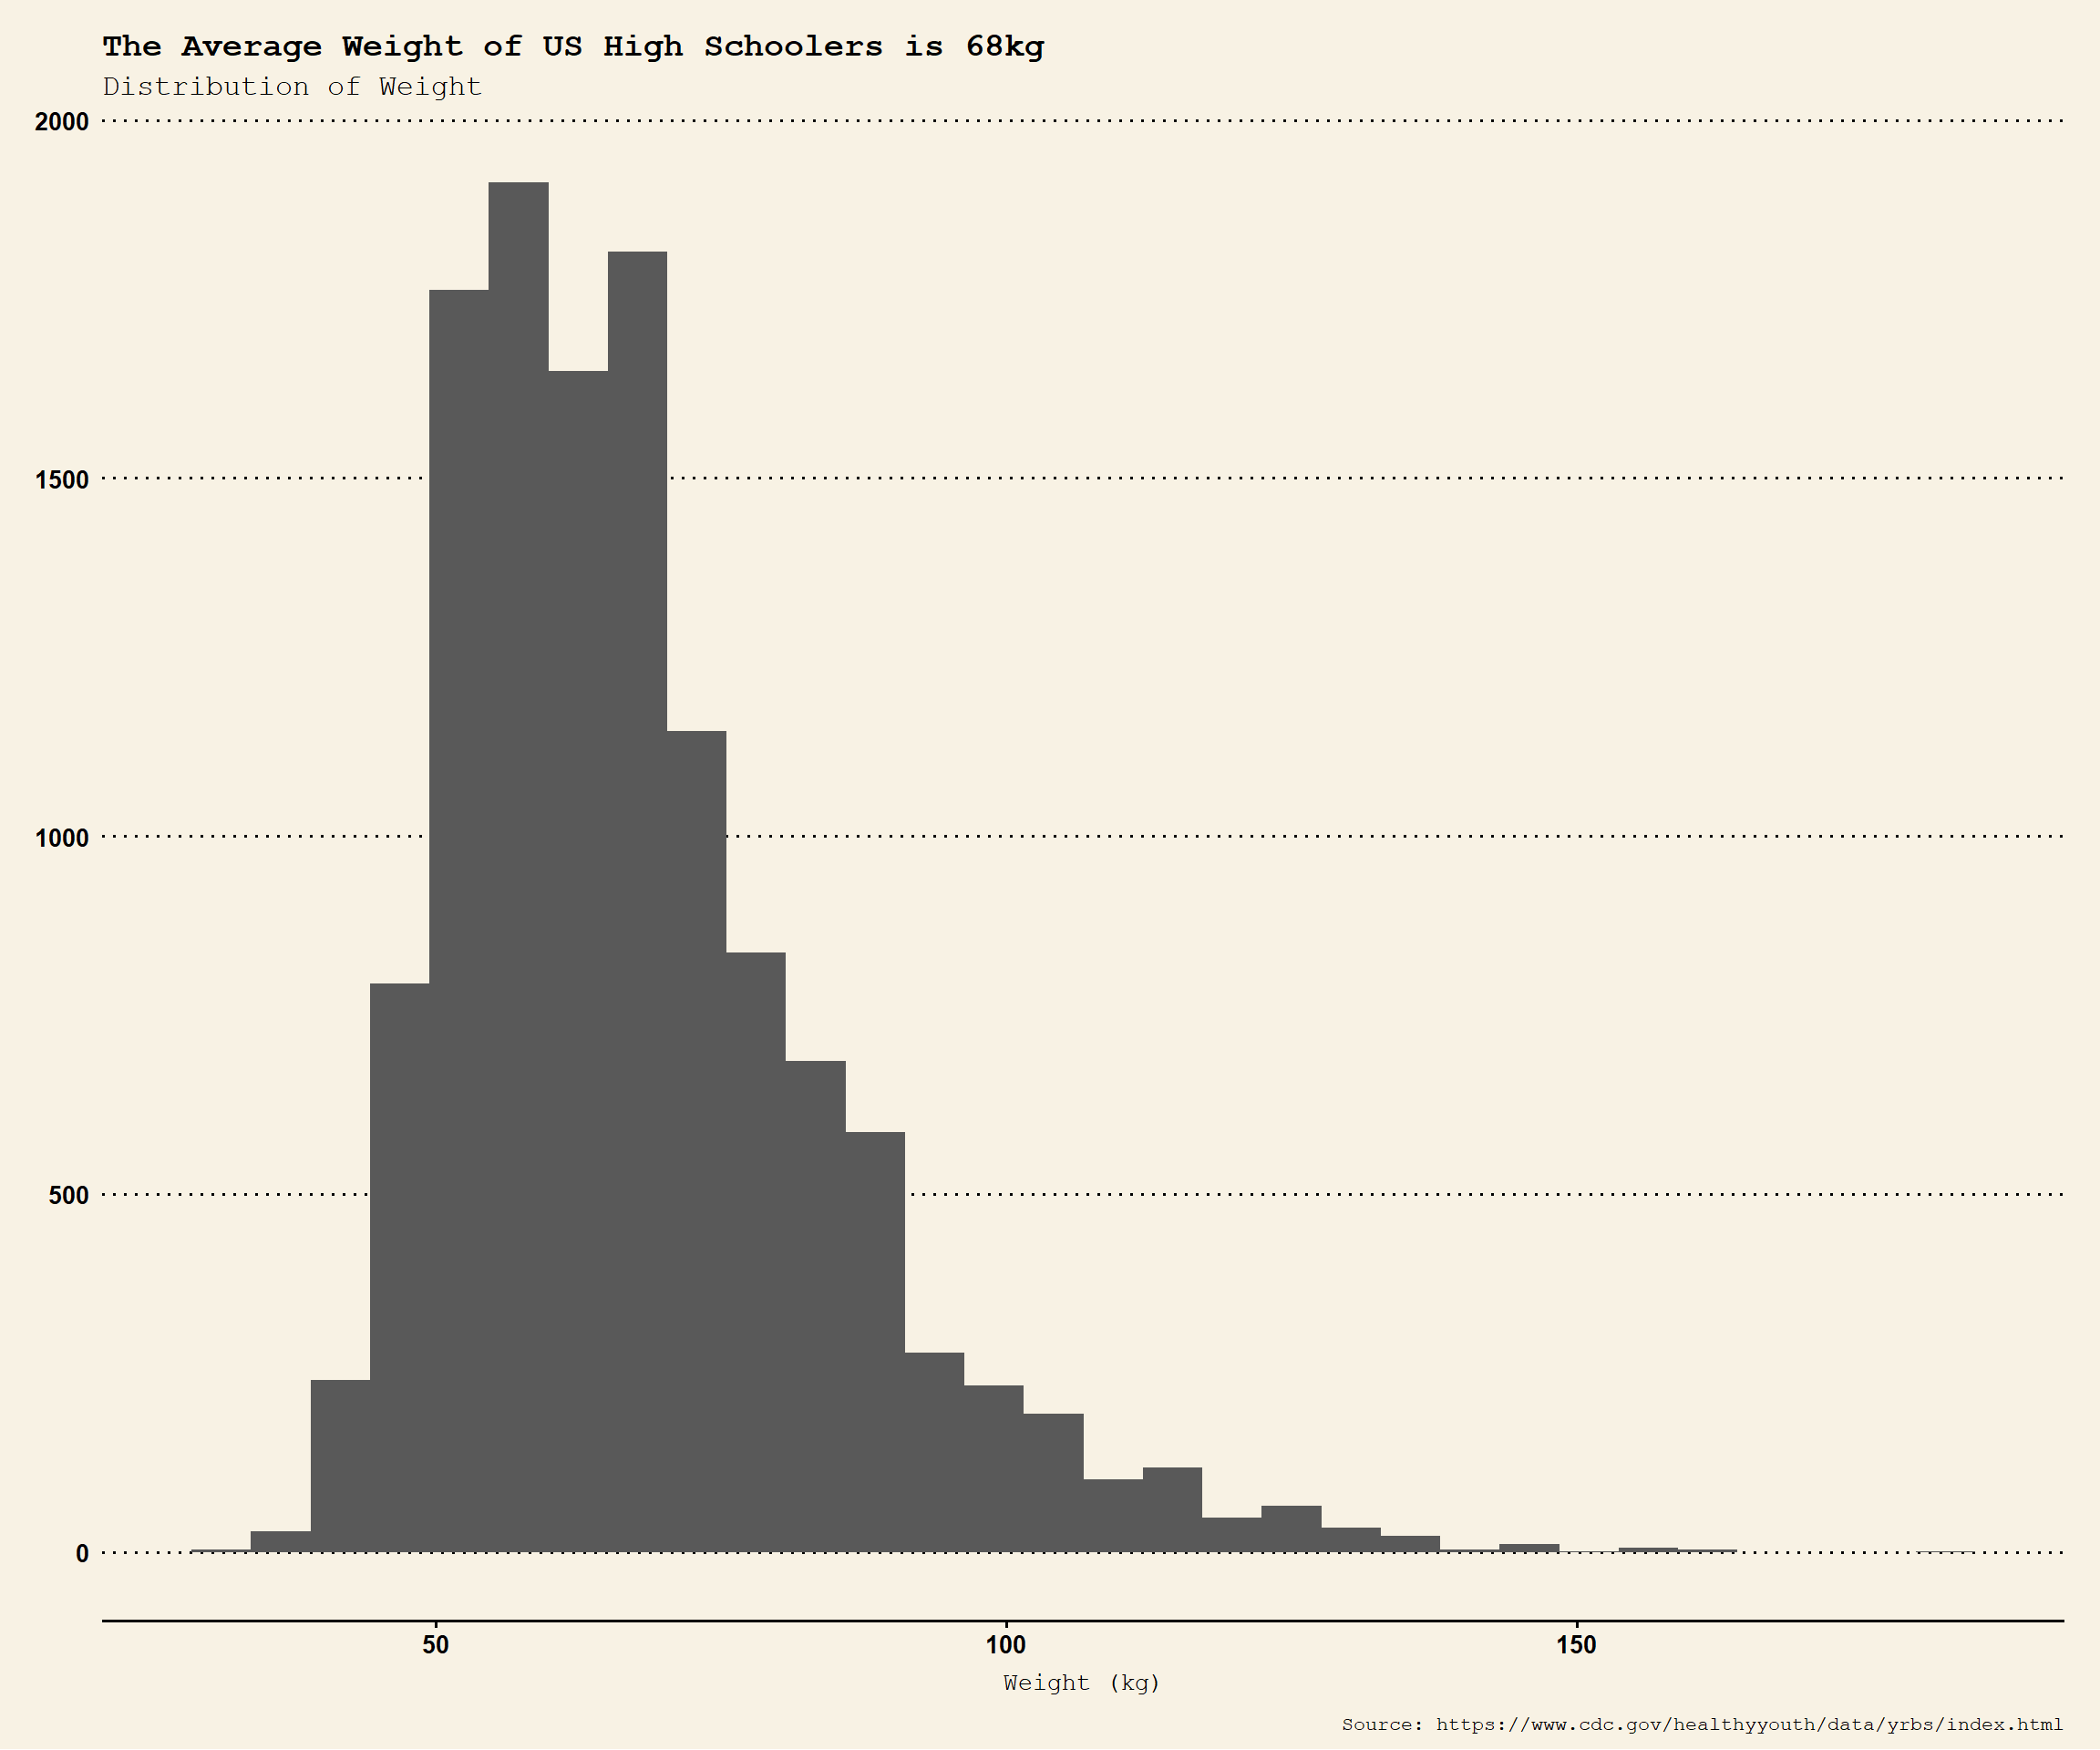 The Average Weight of US High Schoolers is 68kg
Distribution of Weight
2000
1500
1000
500
0
50 100 150
Weight (kg)
Source: https://www.cdc.gov/healthyyouth/data/yrbs/index.html